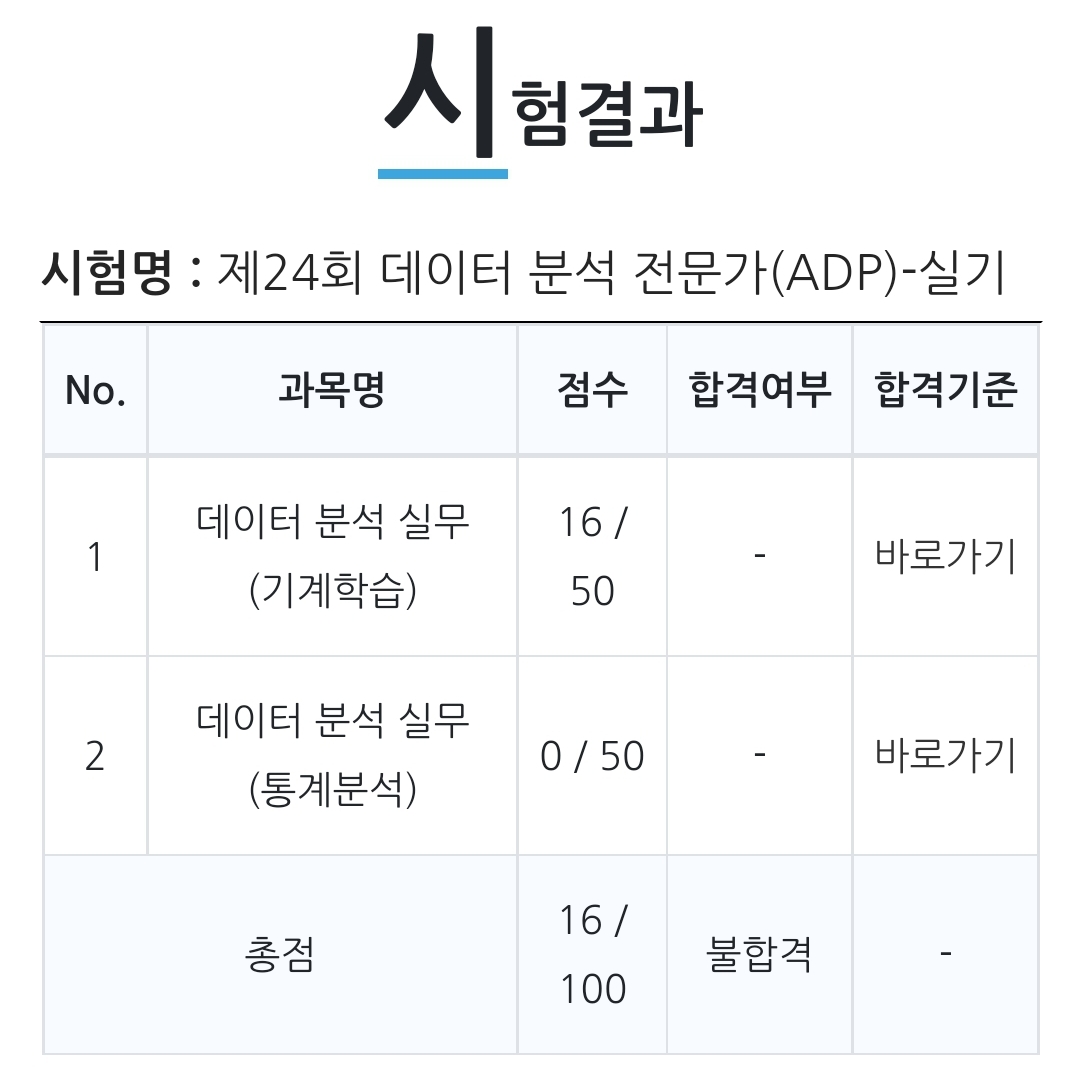 시험결과
시험명 : 제24회 데이터 분석 전문가(ADP)-실기
No. 과목명 점수 합격여부 합격기준
1 데이터 분석 실무 (기계학습) 16 / 50 - 바로가기
2 데이터 분석 실무 (통계분석) 0 / 50 - 바로가기
총점 16 / 100 불합격 -